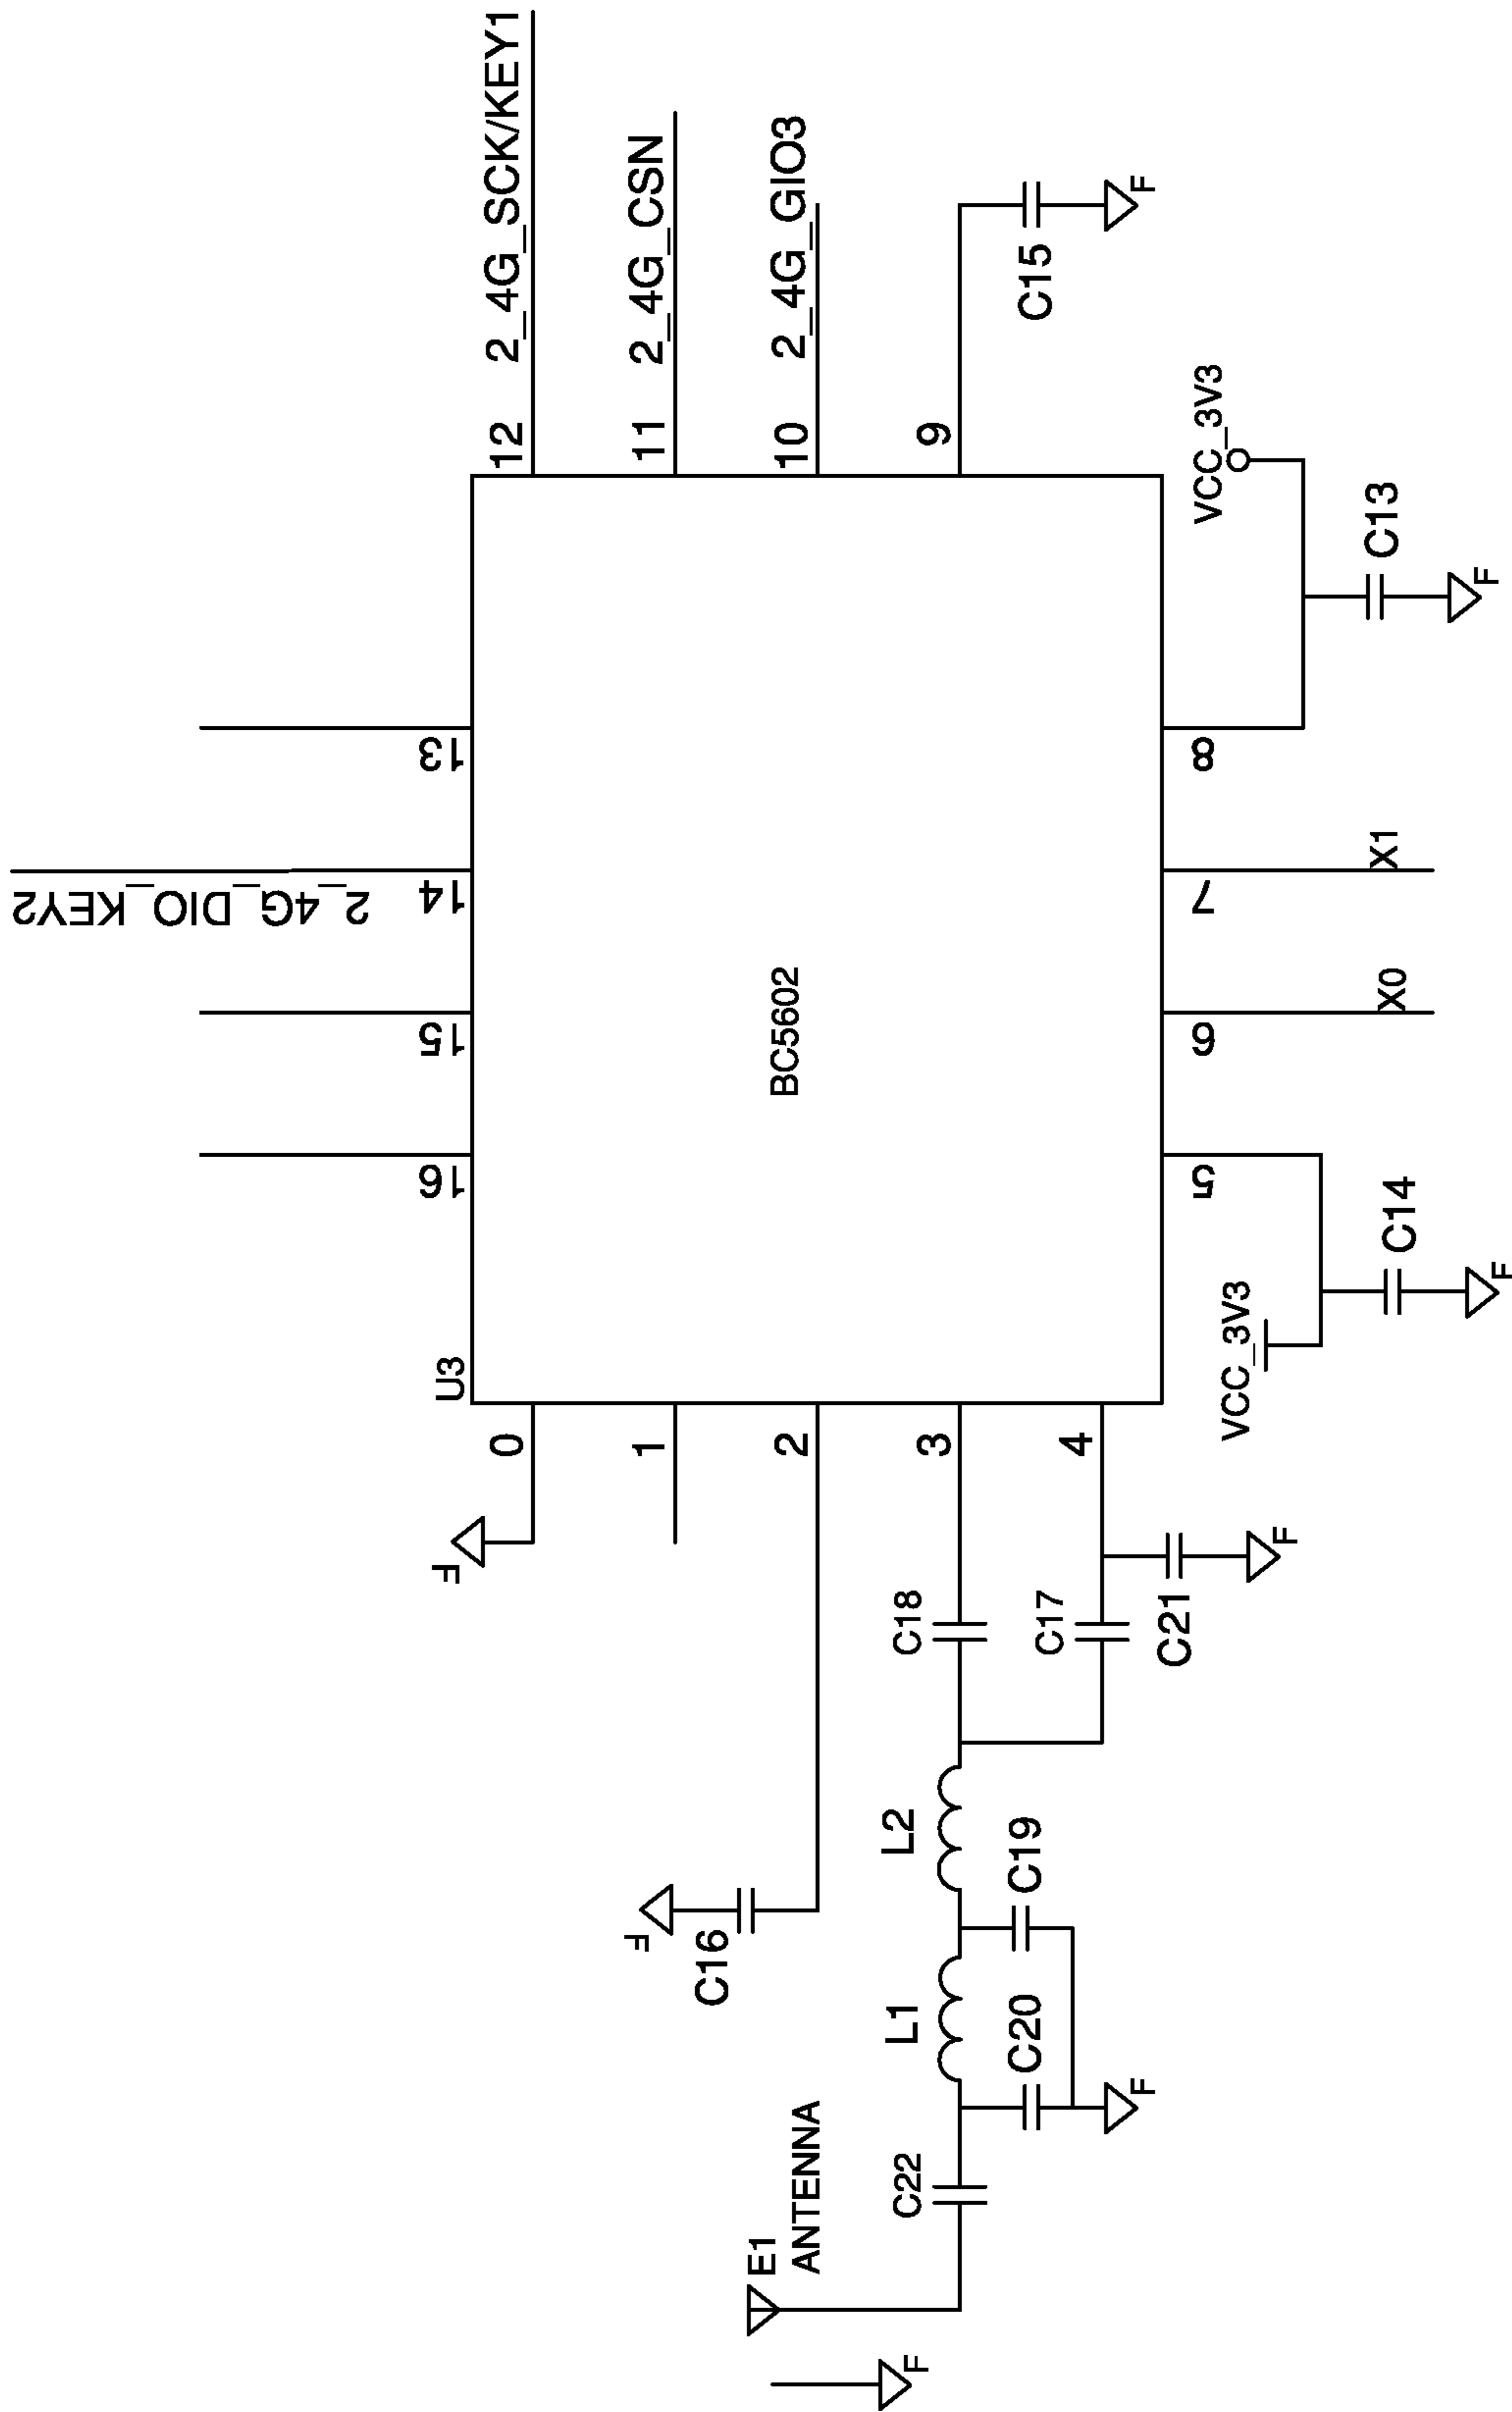 2_4G_SCK/KEY1
12
2_4G_CSN
11
2_4G_GIO3
10
9
C15
F
13
14
2_4G_DIO_KEY2
15
16
BC5602
U3
8
VCC_3V3
C13
F
7
X1
6
X0
5
VCC_3V3
C14
F
0
F
1
2
C16
F
3
C18
4
C17
C21
F
L2
C19
L1
C20
F
C22
E1
ANTENNA
F